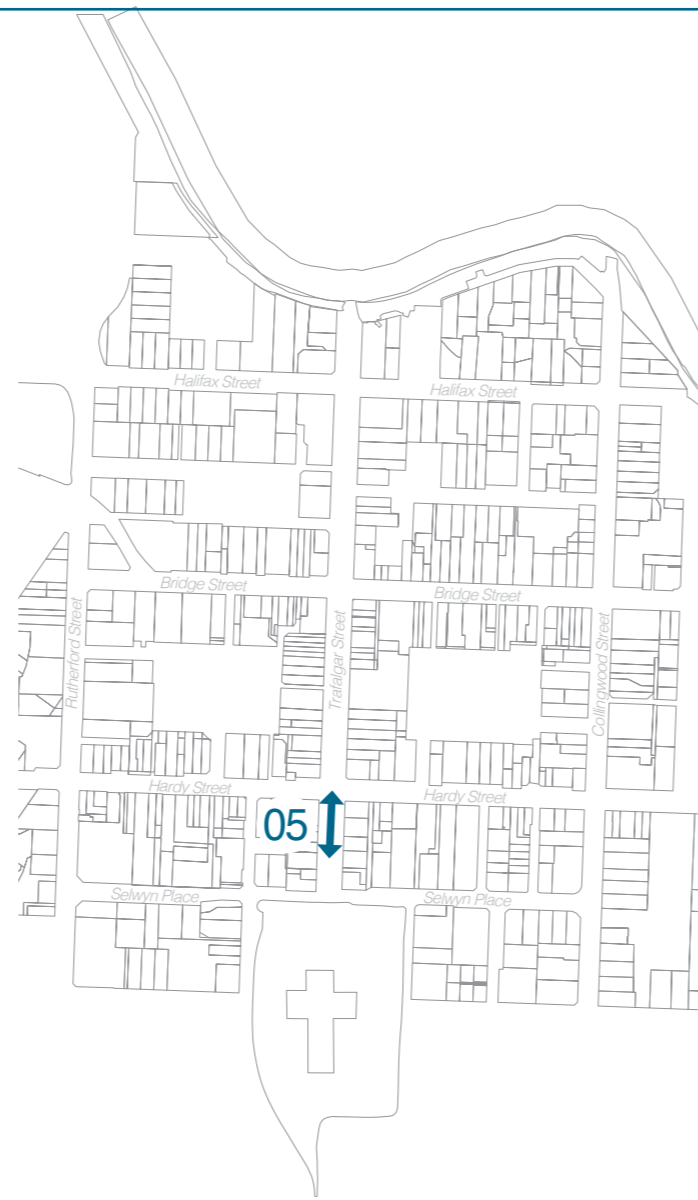 Halifax Street
Halifax Street
Bridge Street
Bridge Street
Rutherford Street
Trafalgar Street
Collingwood Street
Hardy Street
Hardy Street
05
Selwyn Place
Selwyn Place